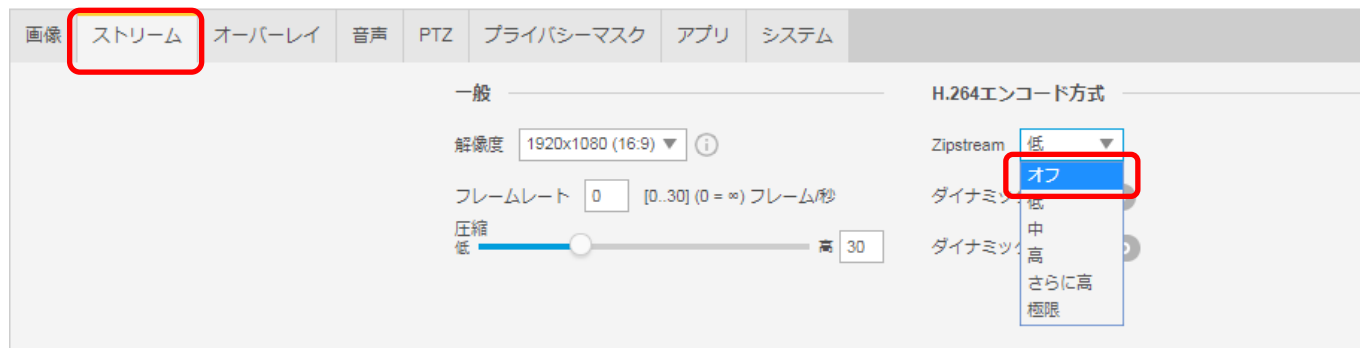 画像 ストリーム オーバーレイ 音声 PTZ プライバシーマスク アプリ システム
一般
解像度 1920x1080 (16:9)
フレームレート 0 [0..30] (0 = ∞) フレーム/秒
圧縮
低 高 30
H.264エンコード方式
Zipstream 低
オフ
ダイナミッ
低
中
ダイナミッ
高
さらに高
極限